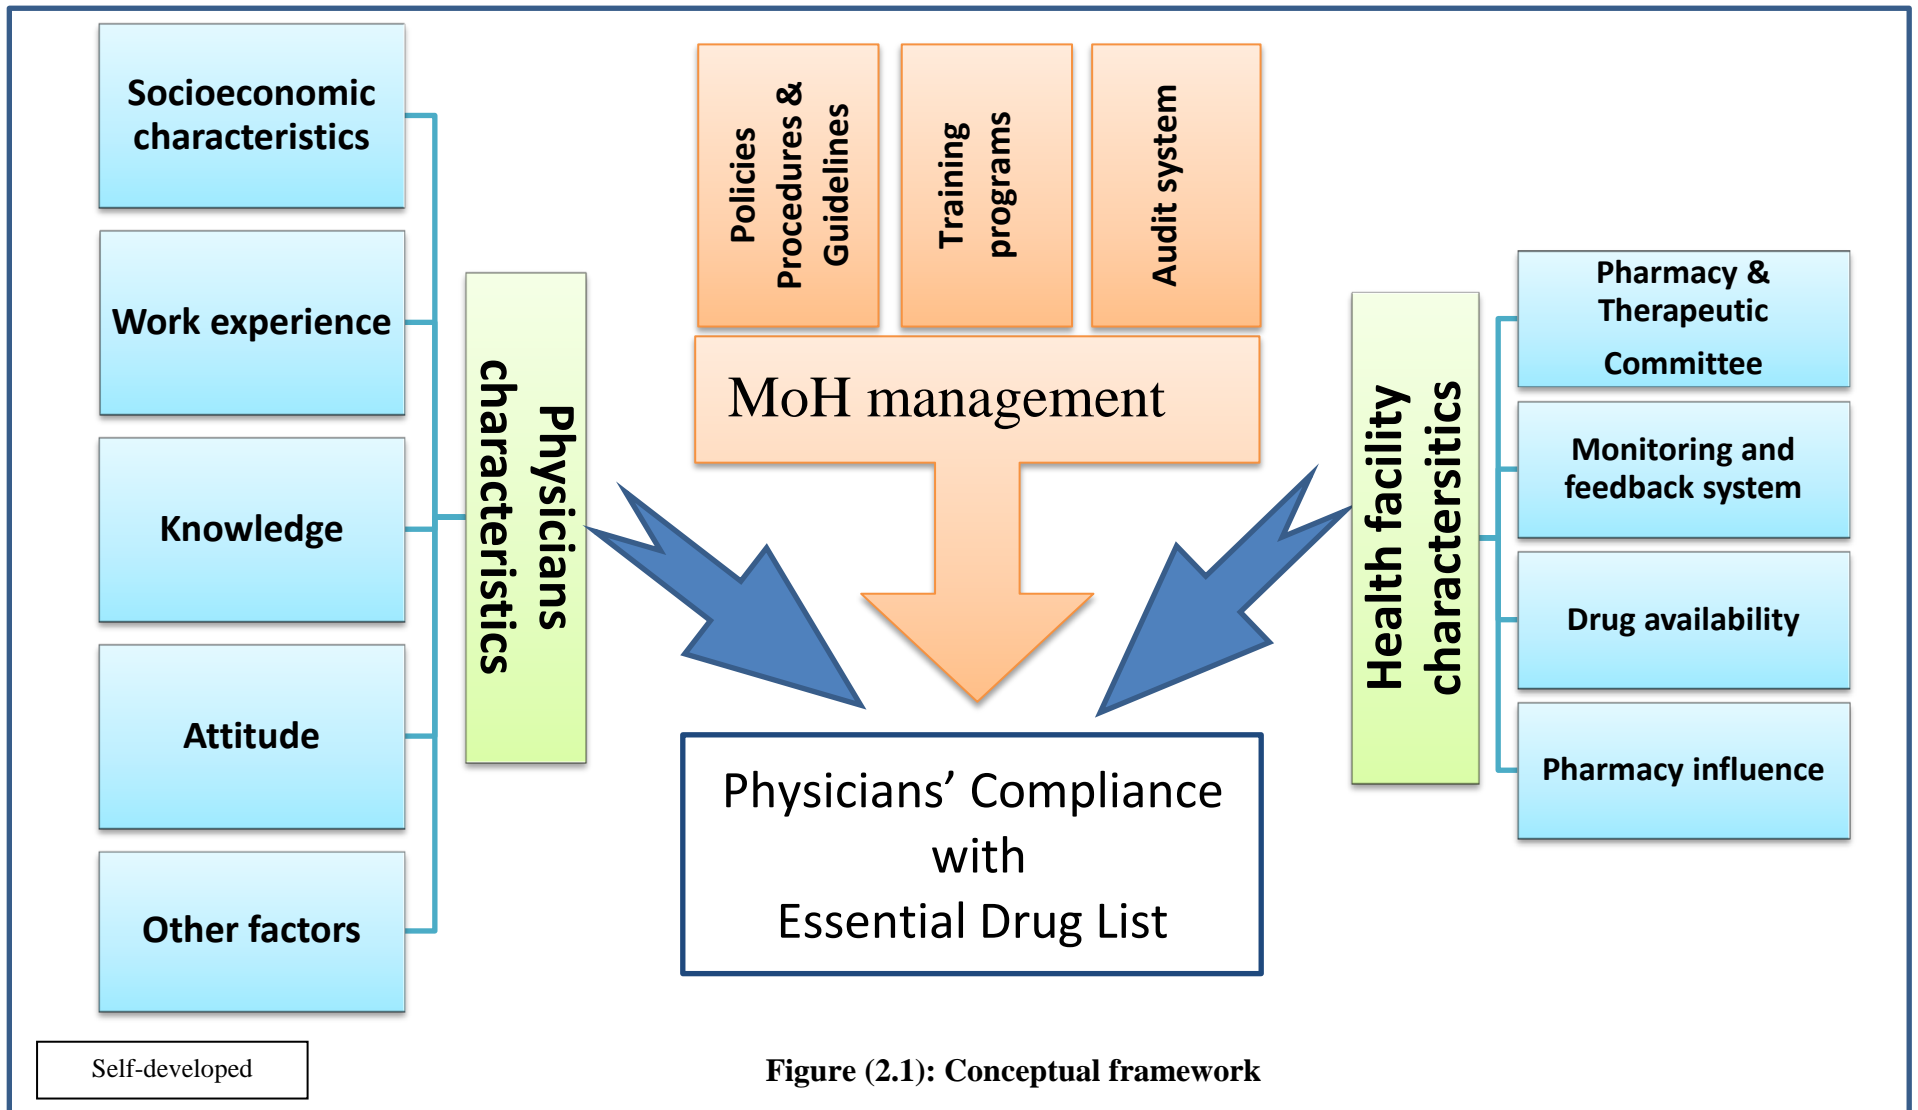 Socioeconomic
characteristics
Work experience
Knowledge
Attitude
Other factors
Physicians
characteristics
Policies
Procedures &
Guidelines
Training
programs
Audit system
MoH management
Health facility
charactersitics
Pharmacy &
Therapeutic
Committee
Monitoring and
feedback system
Drug availability
Pharmacy influence
Physicians’ Compliance
with
Essential Drug List
Self-developed
Figure (2.1): Conceptual framework